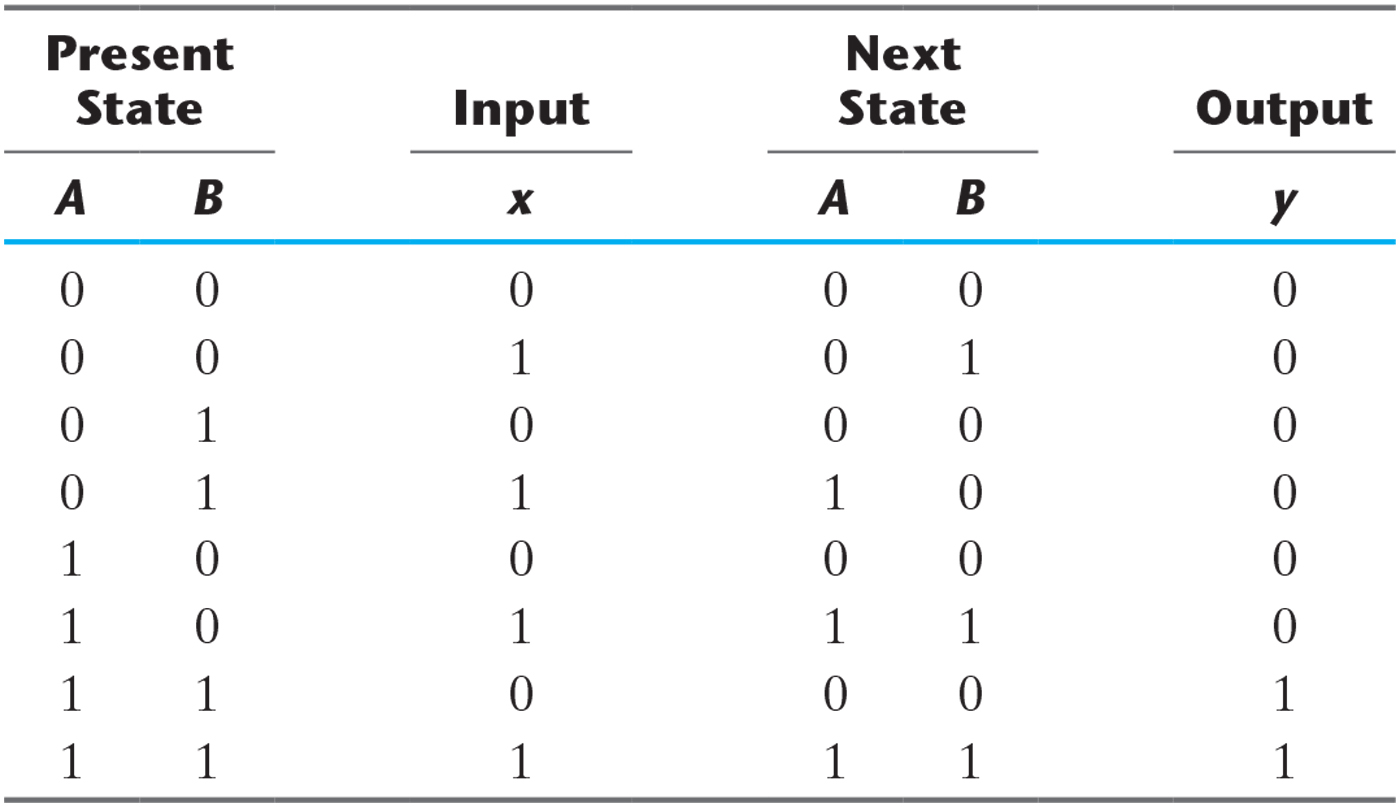 Present State Input Next State Output
A B x A B y
0 0 0 0 0 0
0 0 1 0 1 0
0 1 0 0 0 0
0 1 1 1 0 0
1 0 0 0 0 0
1 0 1 1 1 0
1 1 0 0 0 1
1 1 1 1 1 1